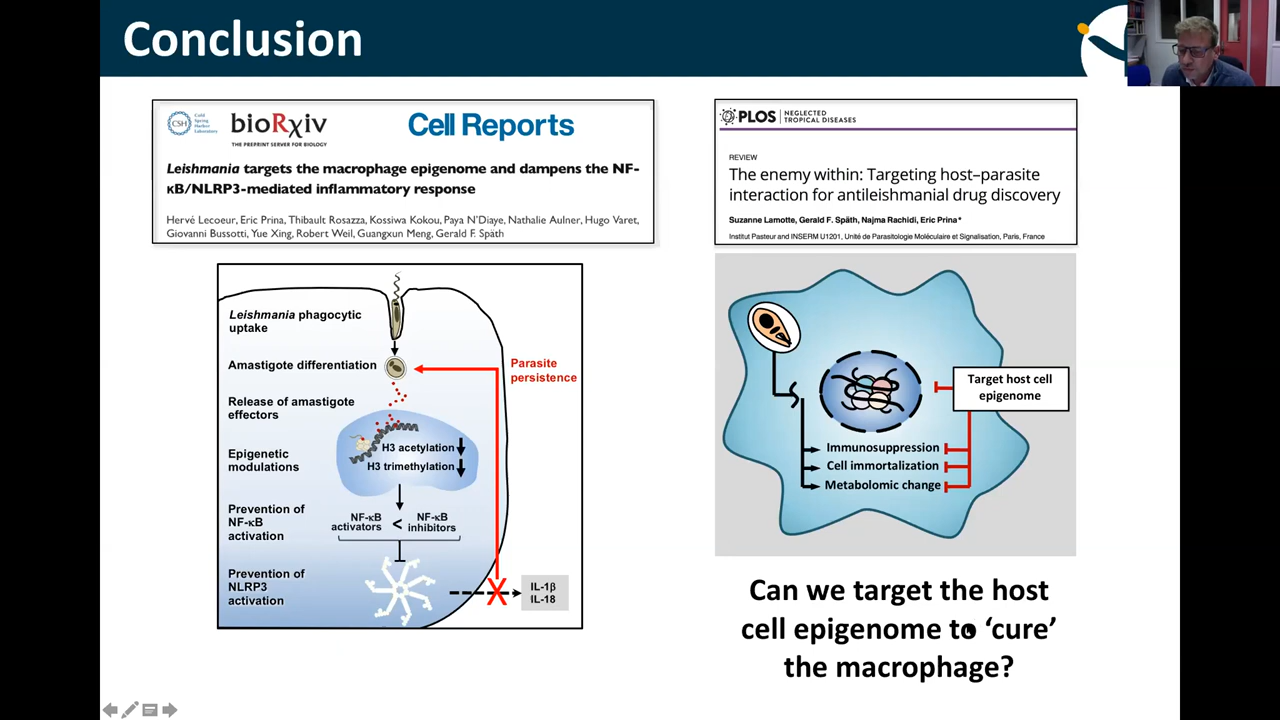 Conclusion
CSH
Cold
Spring
Harbor
Laboratory
bioRxiv
THE PREPRINT SERVER FOR BIOLOGY
Cell Reports
Leishmania targets the macrophage epigenome and dampens the NF-
κB/NLRP3-mediated inflammatory response
Hervé Lecoeur, Eric Prina, Thibault Rosazza, Kossiwa Kokou, Paya N'Diaye, Nathalie Aulner, Hugo Varet,
Giovanni Bussotti, Yue Xing, Robert Weil, Guangxun Meng, Gerald F. Späth
PLOS
NEGLECTED
TROPICAL DISEASES
REVIEW
The enemy within: Targeting host–parasite
interaction for antileishmanial drug discovery
Suzanne Lamotte, Gerald F. Späth, Najma Rachidi, Eric Prina*
Institut Pasteur and INSERM U1201, Unité de Parasitologie Moléculaire et Signalisation, Paris, France
Leishmania phagocytic
uptake
Amastigote differentiation
Parasite
persistence
Release of amastigote
effectors
Epigenetic
modulations
H3 acetylation
H3 trimethylation
Prevention of
NF-κB
activation
NF-κB
activators
<
NF-κB
inhibitors
Prevention of
NLRP3
activation
X
IL-1β
IL-18
Target host cell
epigenome
Immunosuppression
Cell immortalization
Metabolomic change
Can we target the host
cell epigenome to ‘cure’
the macrophage?